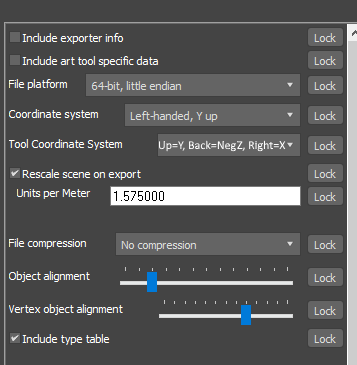 Include exporter info Lock
Include art tool specific data Lock
File platform 64-bit, little endian Lock
Coordinate system Left-handed, Y up Lock
Tool Coordinate System Up=Y, Back=NegZ, Right=X Lock
Rescale scene on export Lock
Units per Meter 1.575000 Lock
File compression No compression Lock
Object alignment Lock
Vertex object alignment Lock
Include type table Lock